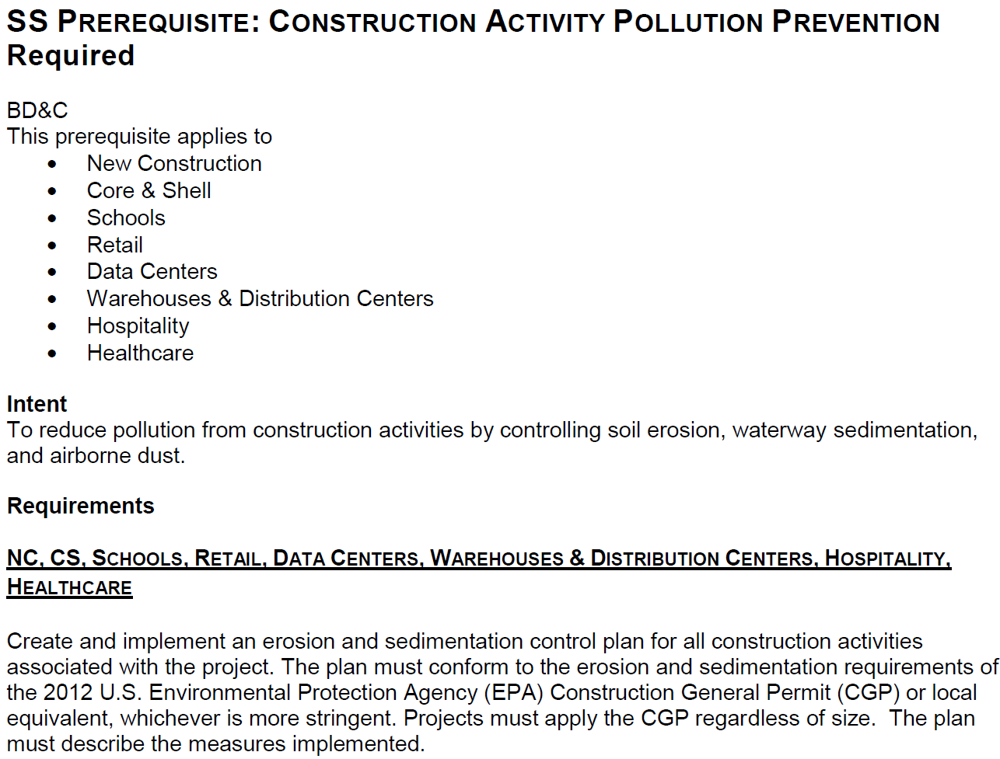 SS PREREQUISITE: CONSTRUCTION ACTIVITY POLLUTION PREVENTION
Required
BD&C
This prerequisite applies to
• New Construction
• Core & Shell
• Schools
• Retail
• Data Centers
• Warehouses & Distribution Centers
• Hospitality
• Healthcare
Intent
To reduce pollution from construction activities by controlling soil erosion, waterway sedimentation,
and airborne dust.
Requirements
NC, CS, SCHOOLS, RETAIL, DATA CENTERS, WAREHOUSES & DISTRIBUTION CENTERS, HOSPITALITY,
HEALTHCARE
Create and implement an erosion and sedimentation control plan for all construction activities
associated with the project. The plan must conform to the erosion and sedimentation requirements of
the 2012 U.S. Environmental Protection Agency (EPA) Construction General Permit (CGP) or local
equivalent, whichever is more stringent. Projects must apply the CGP regardless of size.  The plan
must describe the measures implemented.